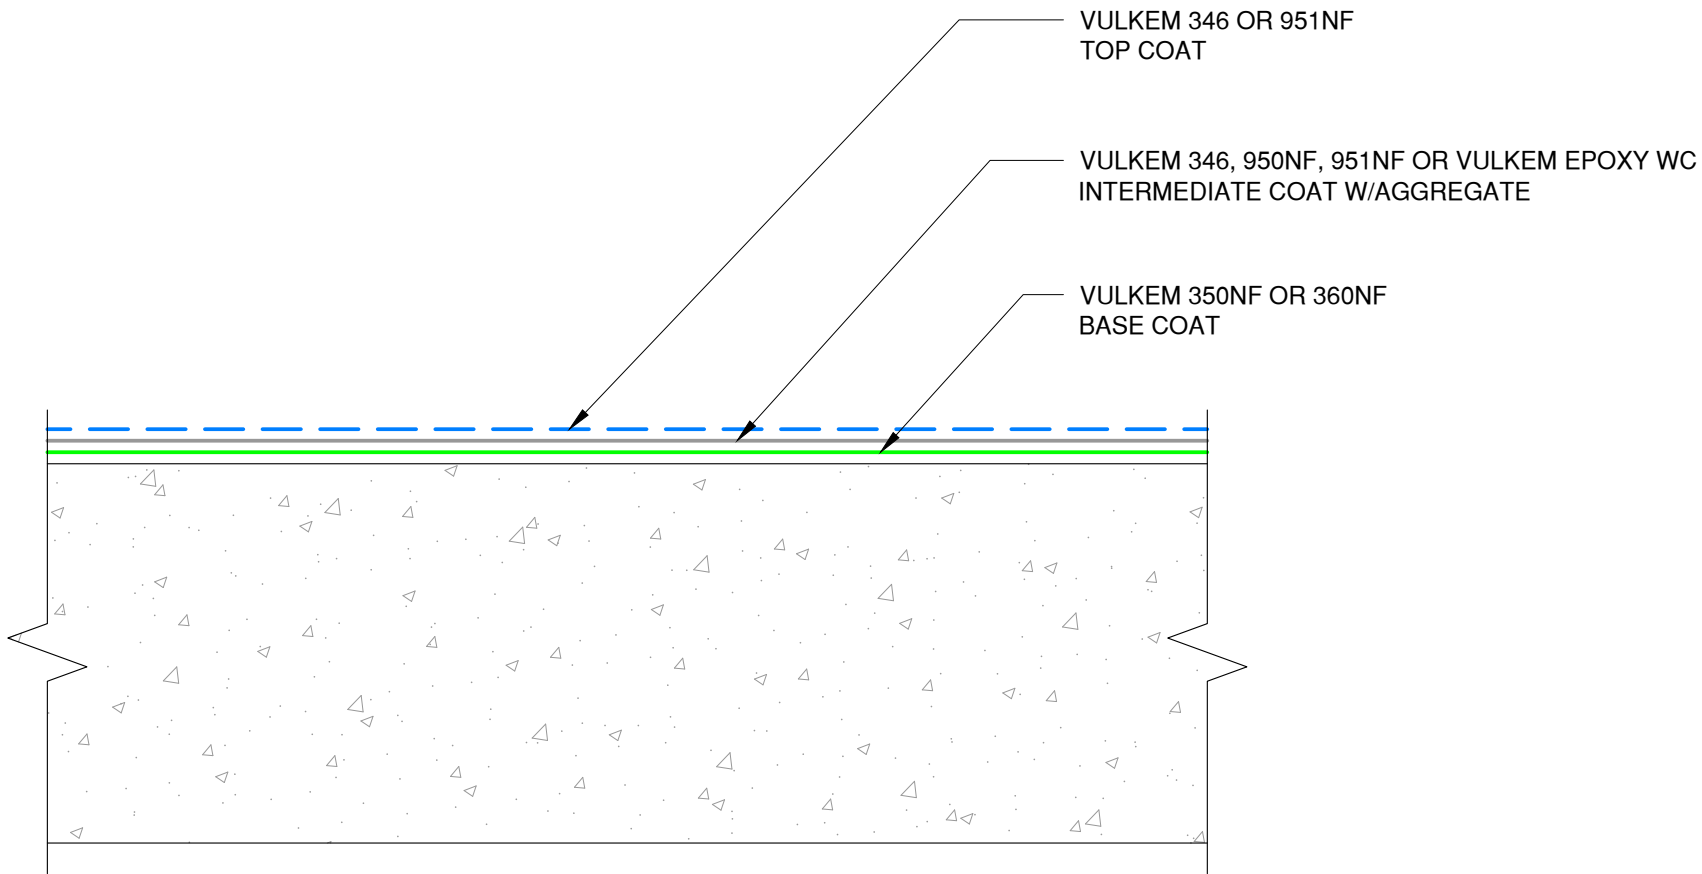 VULKEM 346 OR 951NF
TOP COAT
VULKEM 346, 950NF, 951NF OR VULKEM EPOXY WC
INTERMEDIATE COAT W/AGGREGATE
VULKEM 350NF OR 360NF
BASE COAT